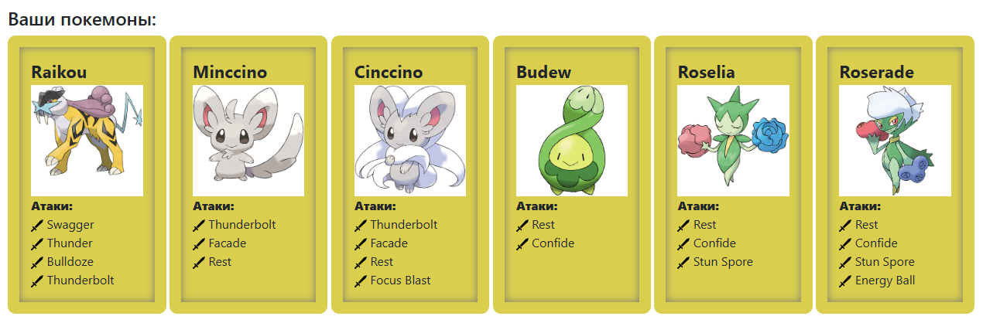 Ваши покемоны:
Raikou
Атаки:
Swagger
Thunder
Bulldoze
Thunderbolt
Minccino
Атаки:
Thunderbolt
Facade
Rest
Cinccino
Атаки:
Thunderbolt
Facade
Rest
Focus Blast
Budew
Атаки:
Rest
Confide
Roselia
Атаки:
Rest
Confide
Stun Spore
Roserade
Атаки:
Rest
Confide
Stun Spore
Energy Ball